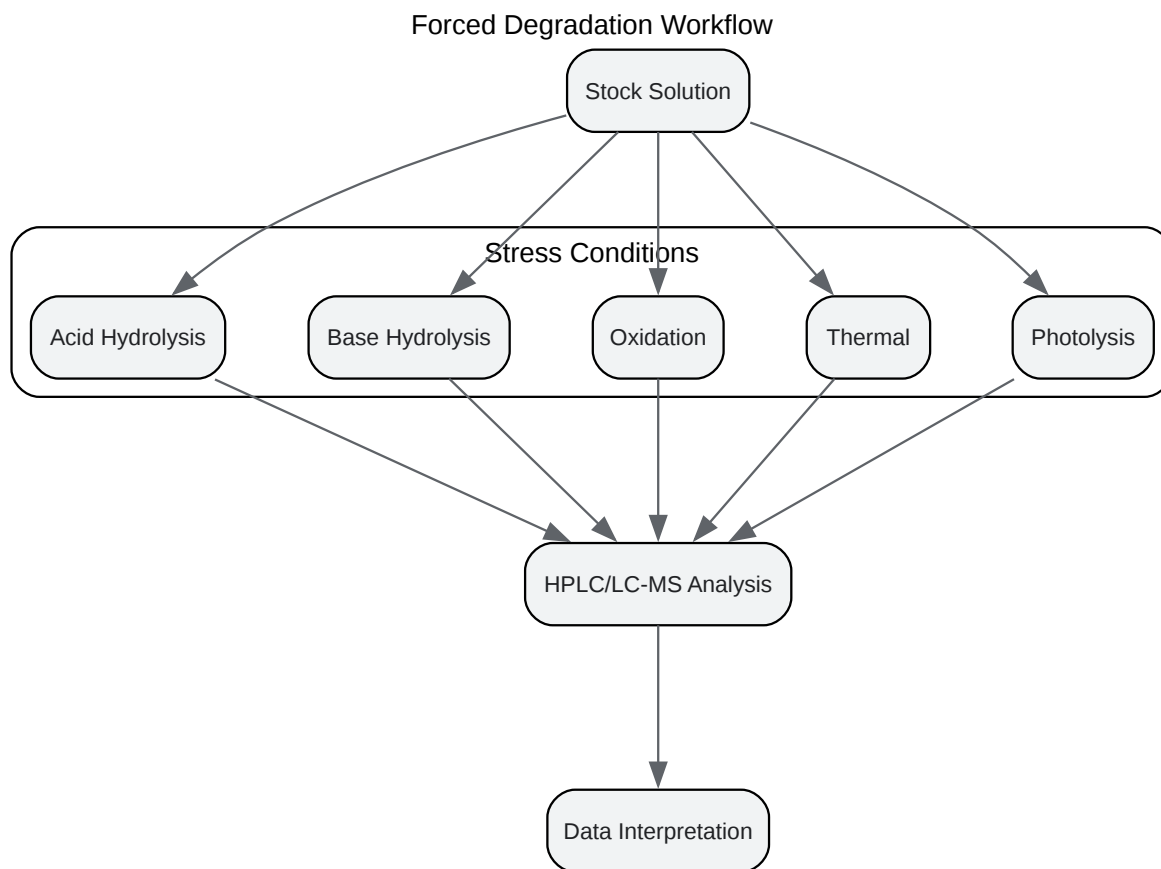 Forced Degradation Workflow
Stock Solution
Stress Conditions
Acid Hydrolysis
Base Hydrolysis
Oxidation
Thermal
Photolysis
HPLC/LC-MS Analysis
Data Interpretation